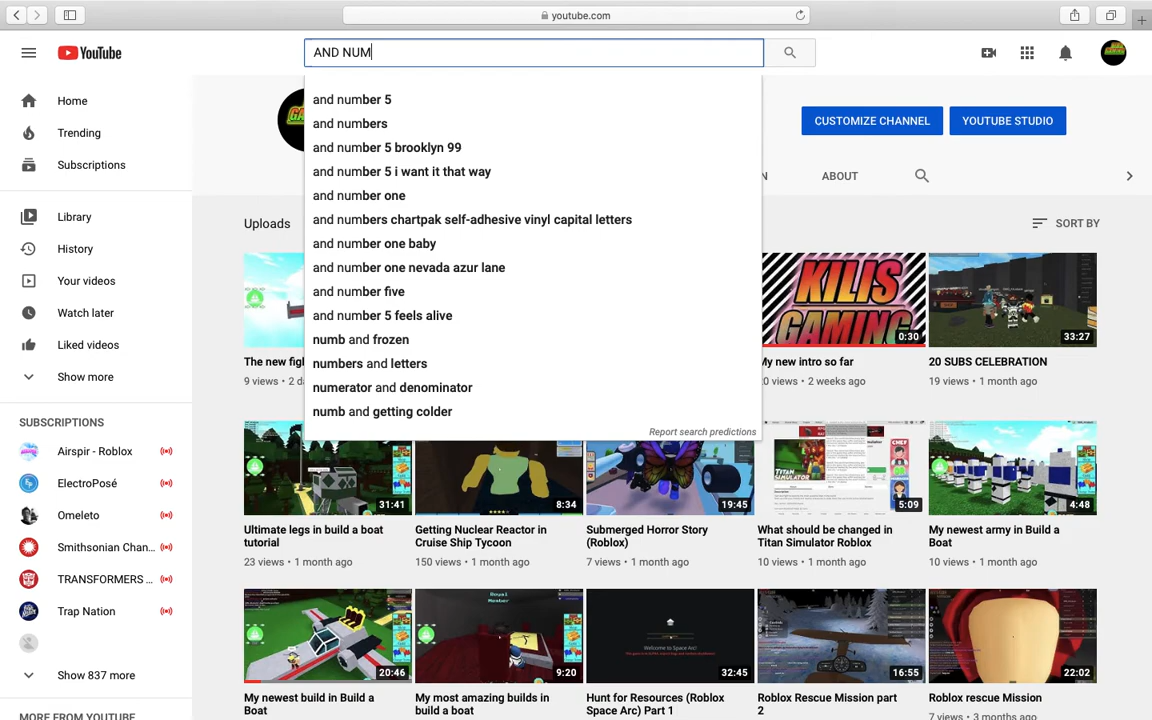 youtube.com
YouTube
AND NUM
and number 5
and numbers
and number 5 brooklyn 99
and number 5 i want it that way
and number one
and numbers chartpak self-adhesive vinyl capital letters
and number one baby
and number one nevada azur lane
and number five
and number 5 feels alive
numb and frozen
numbers and letters
numerator and denominator
numb and getting colder
Report search predictions
Home
Trending
Subscriptions
Library
History
Your videos
Watch later
Liked videos
Show more
SUBSCRIPTIONS
Airspir - Roblox
ElectroPosé
Omeleto
Smithsonian Chan...
TRANSFORMERS ...
Trap Nation
Show 837 more
MORE FROM YOUTUBE
CUSTOMIZE CHANNEL
YOUTUBE STUDIO
N
ABOUT
Uploads
SORT BY
KILIS
GAMING
0:30
33:27
The new fig
My new intro so far
20 SUBS CELEBRATION
9 views • 2 d
20 views • 2 weeks ago
19 views • 1 month ago
31:41
8:34
19:45
TITAN
SIMULATOR
CHEF
5:09
4:48
Ultimate legs in build a boat
tutorial
23 views • 1 month ago
Getting Nuclear Reactor in
Cruise Ship Tycoon
150 views • 1 month ago
Submerged Horror Story
(Roblox)
7 views • 1 month ago
What should be changed in
Titan Simulator Roblox
10 views • 1 month ago
My newest army in Build a
Boat
10 views • 1 month ago
20:46
9:20
Welcome to Space Arc!
32:45
16:55
22:02
My newest build in Build a
Boat
My most amazing builds in
build a boat
Hunt for Resources (Roblox
Space Arc) Part 1
Roblox Rescue Mission part
2
Roblox rescue Mission
7 views • 3 months ago